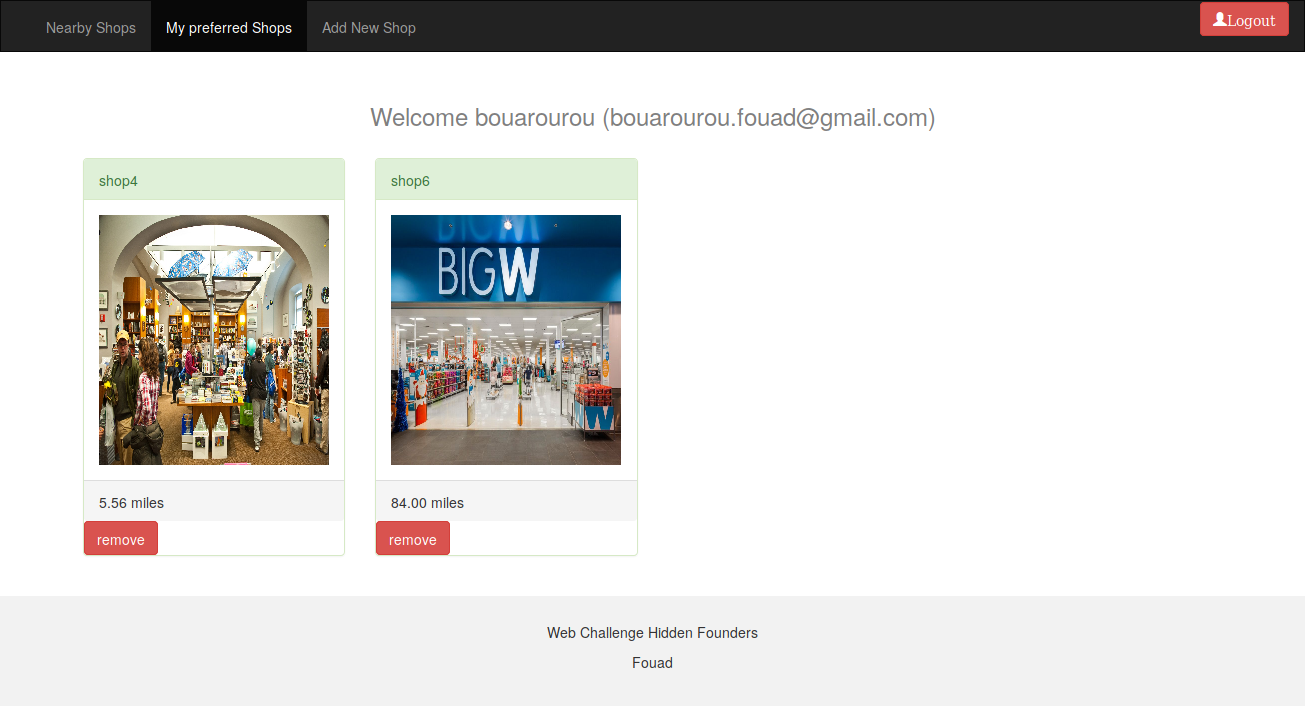 Nearby Shops
My preferred Shops
Add New Shop
Logout
Welcome bouarourou (bouarourou.fouad@gmail.com)
shop4
shop6
BIGW
W
5.56 miles
84.00 miles
remove
remove
Web Challenge Hidden Founders
Fouad